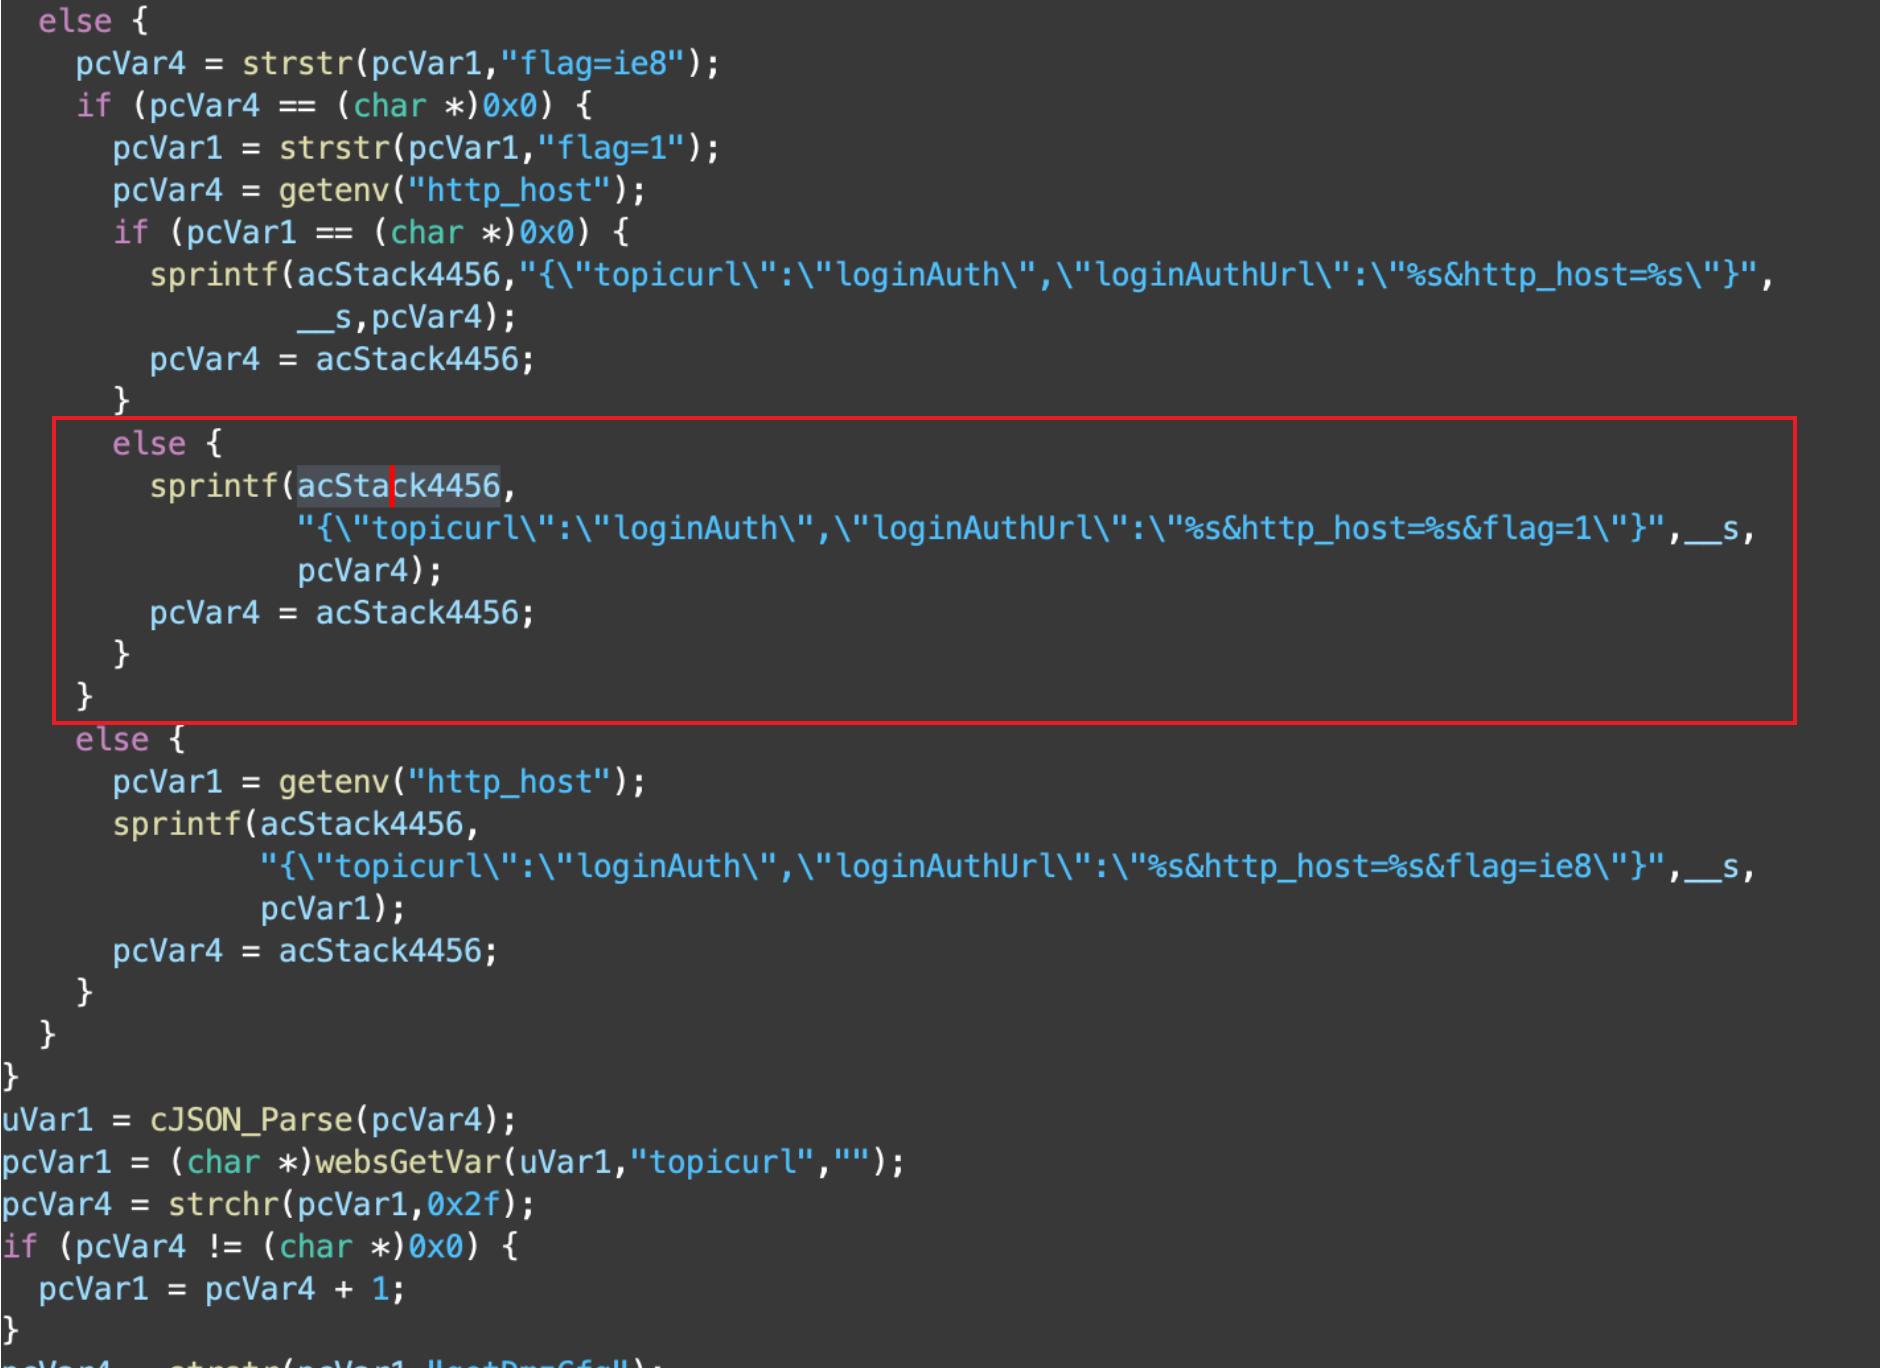 else {
pcVar4 = strstr(pcVar1,"flag=ie8");
if (pcVar4 == (char *)0x0) {
pcVar1 = strstr(pcVar1,"flag=1");
pcVar4 = getenv("http_host");
if (pcVar1 == (char *)0x0) {
sprintf(acStack4456,"{\"topicurl\":\"loginAuth\",\"loginAuthUrl\":\"%s&http_host=%s\"}",
__s,pcVar4);
pcVar4 = acStack4456;
}
else {
sprintf(acStack4456,
"{\"topicurl\":\"loginAuth\",\"loginAuthUrl\":\"%s&http_host=%s&flag=1\"}",__s,
pcVar4);
pcVar4 = acStack4456;
}
}
else {
pcVar1 = getenv("http_host");
sprintf(acStack4456,
"{\"topicurl\":\"loginAuth\",\"loginAuthUrl\":\"%s&http_host=%s&flag=ie8\"}",__s,
pcVar1);
pcVar4 = acStack4456;
}
}
}
uVar1 = cJSON_Parse(pcVar4);
pcVar1 = (char *)websGetVar(uVar1,"topicurl","");
pcVar4 = strchr(pcVar1,0x2f);
if (pcVar4 != (char *)0x0) {
pcVar1 = pcVar4 + 1;
}
pcVar4 = strstr(pcVar1,"getDmzCfg");